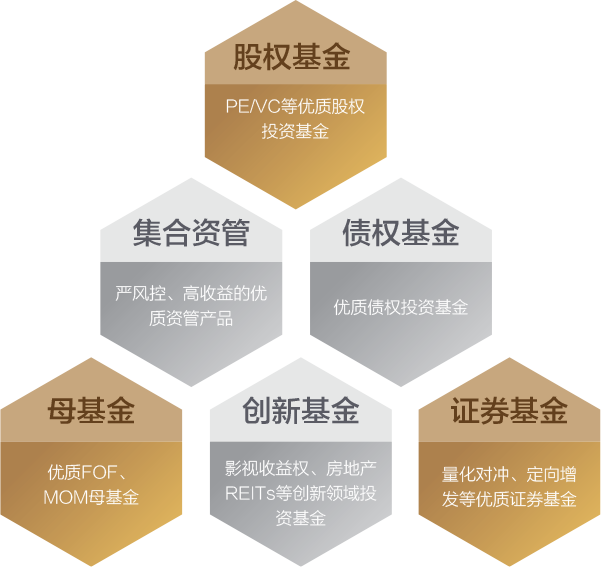 股权基金
PE/VC等优质股权
投资基金
集合资管
严风控、高收益的优
质资管产品
债权基金
优质债权投资基金
母基金
优质FOF、
MOM母基金
创新基金
影视收益权、房地产
REITs等创新领域投
资基金
证券基金
量化对冲、定向增
发等优质证券基金